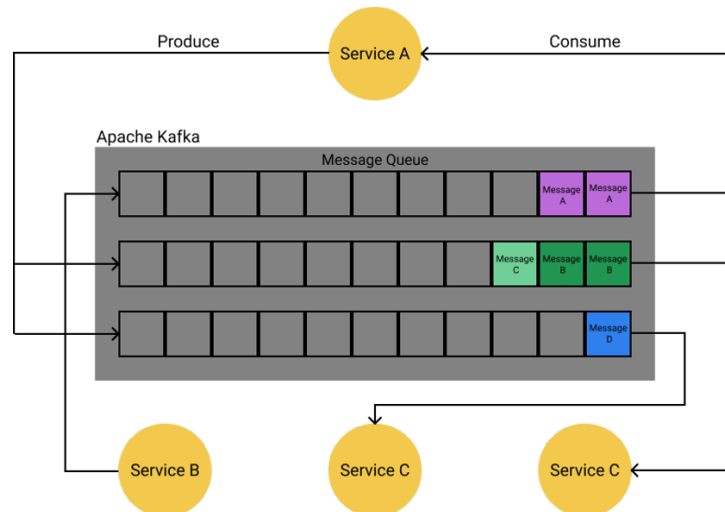 Produce
Service A
Consume
Apache Kafka
Message Queue
Message
A
Message
A
Message
C
Message
B
Message
B
Message
D
Service B
Service C
Service C